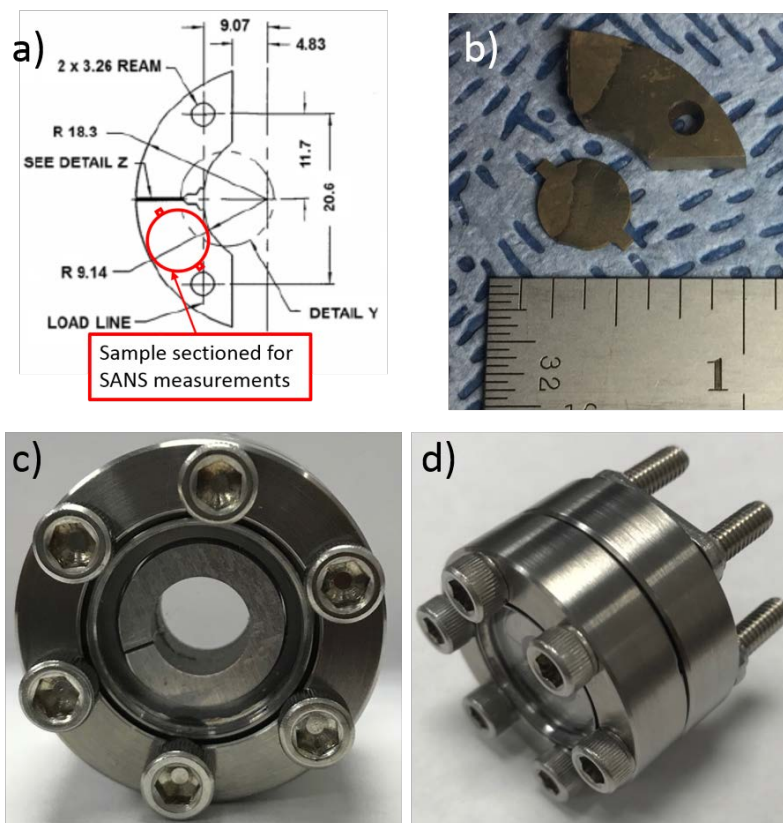 a)
9.07
4.83
2 x 3.26 REAM
R 18.3
SEE DETAIL Z
11.7
20.6
R 9.14
DETAIL Y
LOAD LINE
Sample sectioned for
SANS measurements
b)
32
1
c)
d)